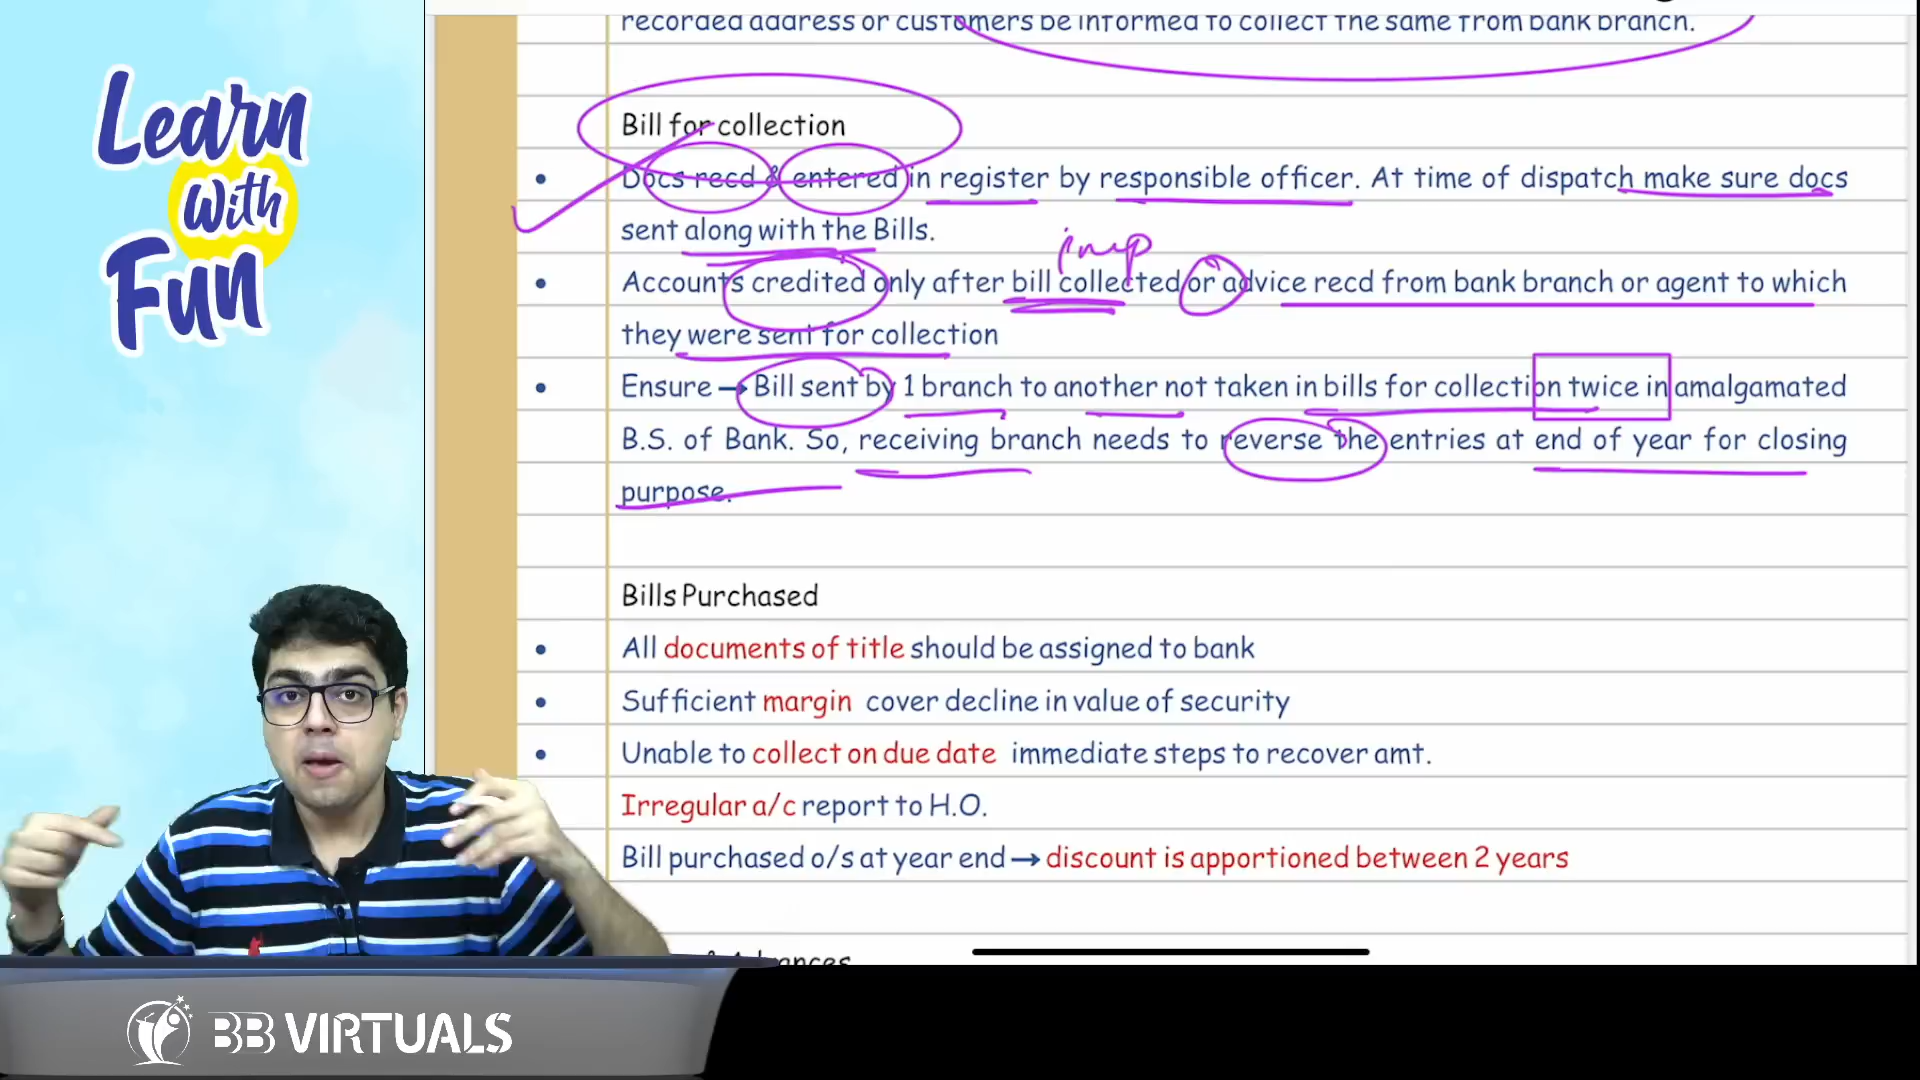 Learn
With
Fun
recorded address or customers be informed to collect the same from bank branch.
Bill for collection
• Docs recd & entered in register by responsible officer. At time of dispatch make sure docs
sent along with the Bills.
imp
• Accounts credited only after bill collected or advice recd from bank branch or agent to which
they were sent for collection
• Ensure → Bill sent by 1 branch to another not taken in bills for collection twice in amalgamated
B.S. of Bank. So, receiving branch needs to reverse the entries at end of year for closing
purpose.
Bills Purchased
• All documents of title should be assigned to bank
• Sufficient margin cover decline in value of security
• Unable to collect on due date immediate steps to recover amt.
Irregular a/c report to H.O.
Bill purchased o/s at year end → discount is apportioned between 2 years
BB VIRTUALS